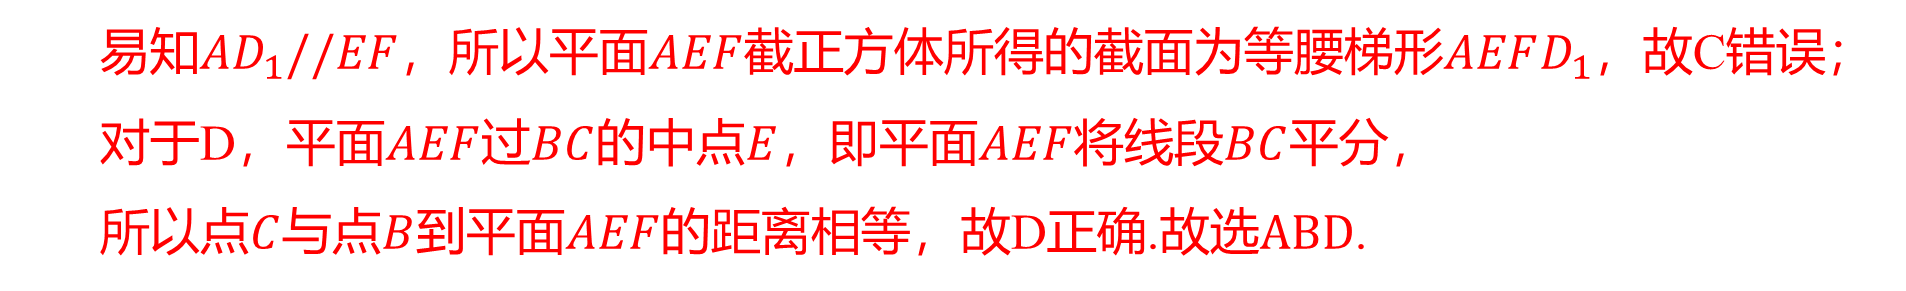 易知AD₁//EF，所以平面AEF截正方体所得的截面为等腰梯形AEFD₁，故C错误；
对于D，平面AEF过BC的中点E，即平面AEF将线段BC平分，
所以点C与点B到平面AEF的距离相等，故D正确.故选ABD.